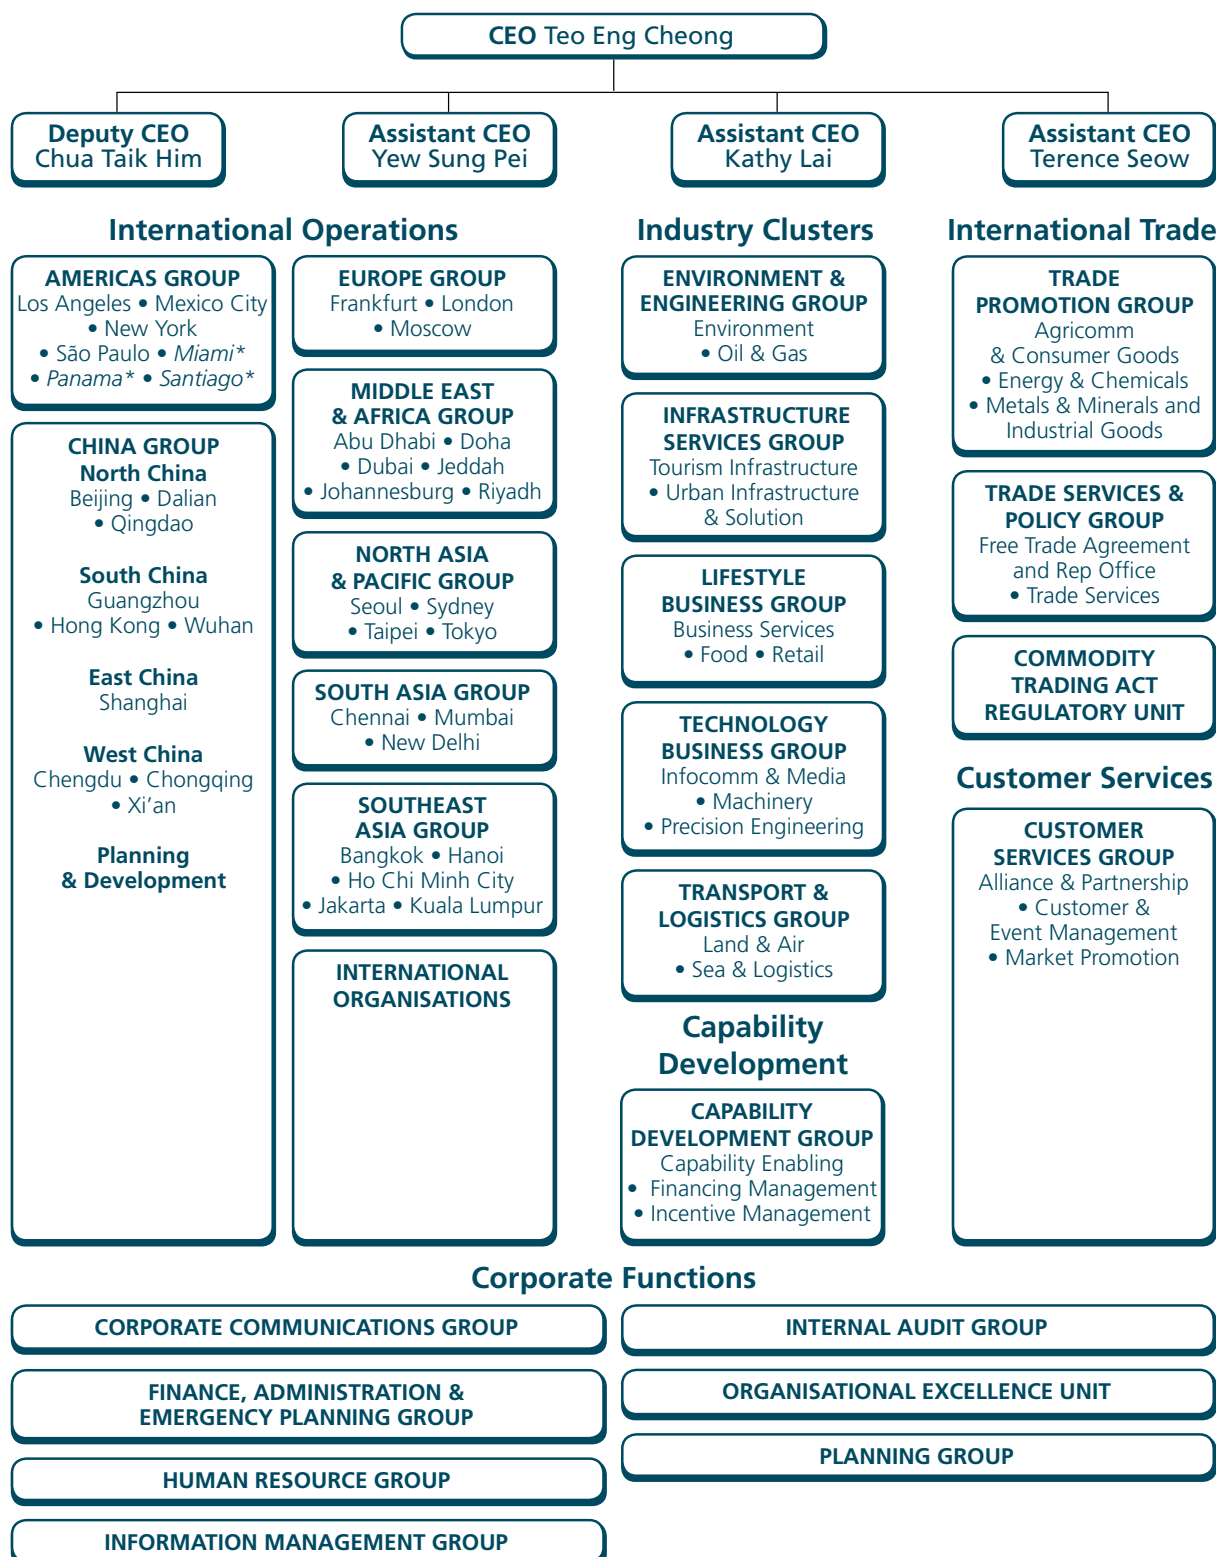 CEO Teo Eng Cheong
Deputy CEO
Chua Taik Him
Assistant CEO
Yew Sung Pei
Assistant CEO
Kathy Lai
Assistant CEO
Terence Seow
International Operations
AMERICAS GROUP
Los Angeles • Mexico City
• New York
• São Paulo • Miami*
• Panama* • Santiago*
CHINA GROUP
North China
Beijing • Dalian
• Qingdao
South China
Guangzhou
• Hong Kong • Wuhan
East China
Shanghai
West China
Chengdu • Chongqing
• Xi’an
Planning
& Development
EUROPE GROUP
Frankfurt • London
• Moscow
MIDDLE EAST
& AFRICA GROUP
Abu Dhabi • Doha
• Dubai • Jeddah
• Johannesburg • Riyadh
NORTH ASIA
& PACIFIC GROUP
Seoul • Sydney
• Taipei • Tokyo
SOUTH ASIA GROUP
Chennai • Mumbai
• New Delhi
SOUTHEAST
ASIA GROUP
Bangkok • Hanoi
• Ho Chi Minh City
• Jakarta • Kuala Lumpur
INTERNATIONAL
ORGANISATIONS
Industry Clusters
ENVIRONMENT &
ENGINEERING GROUP
Environment
• Oil & Gas
INFRASTRUCTURE
SERVICES GROUP
Tourism Infrastructure
• Urban Infrastructure
& Solution
LIFESTYLE
BUSINESS GROUP
Business Services
• Food • Retail
TECHNOLOGY
BUSINESS GROUP
Infocomm & Media
• Machinery
• Precision Engineering
TRANSPORT &
LOGISTICS GROUP
Land & Air
• Sea & Logistics
Capability
Development
CAPABILITY
DEVELOPMENT GROUP
Capability Enabling
• Financing Management
• Incentive Management
International Trade
TRADE
PROMOTION GROUP
Agricomm
& Consumer Goods
• Energy & Chemicals
• Metals & Minerals and
Industrial Goods
TRADE SERVICES &
POLICY GROUP
Free Trade Agreement
and Rep Office
• Trade Services
COMMODITY
TRADING ACT
REGULATORY UNIT
Customer Services
CUSTOMER
SERVICES GROUP
Alliance & Partnership
• Customer &
Event Management
• Market Promotion
Corporate Functions
CORPORATE COMMUNICATIONS GROUP
FINANCE, ADMINISTRATION &
EMERGENCY PLANNING GROUP
HUMAN RESOURCE GROUP
INFORMATION MANAGEMENT GROUP
INTERNAL AUDIT GROUP
ORGANISATIONAL EXCELLENCE UNIT
PLANNING GROUP